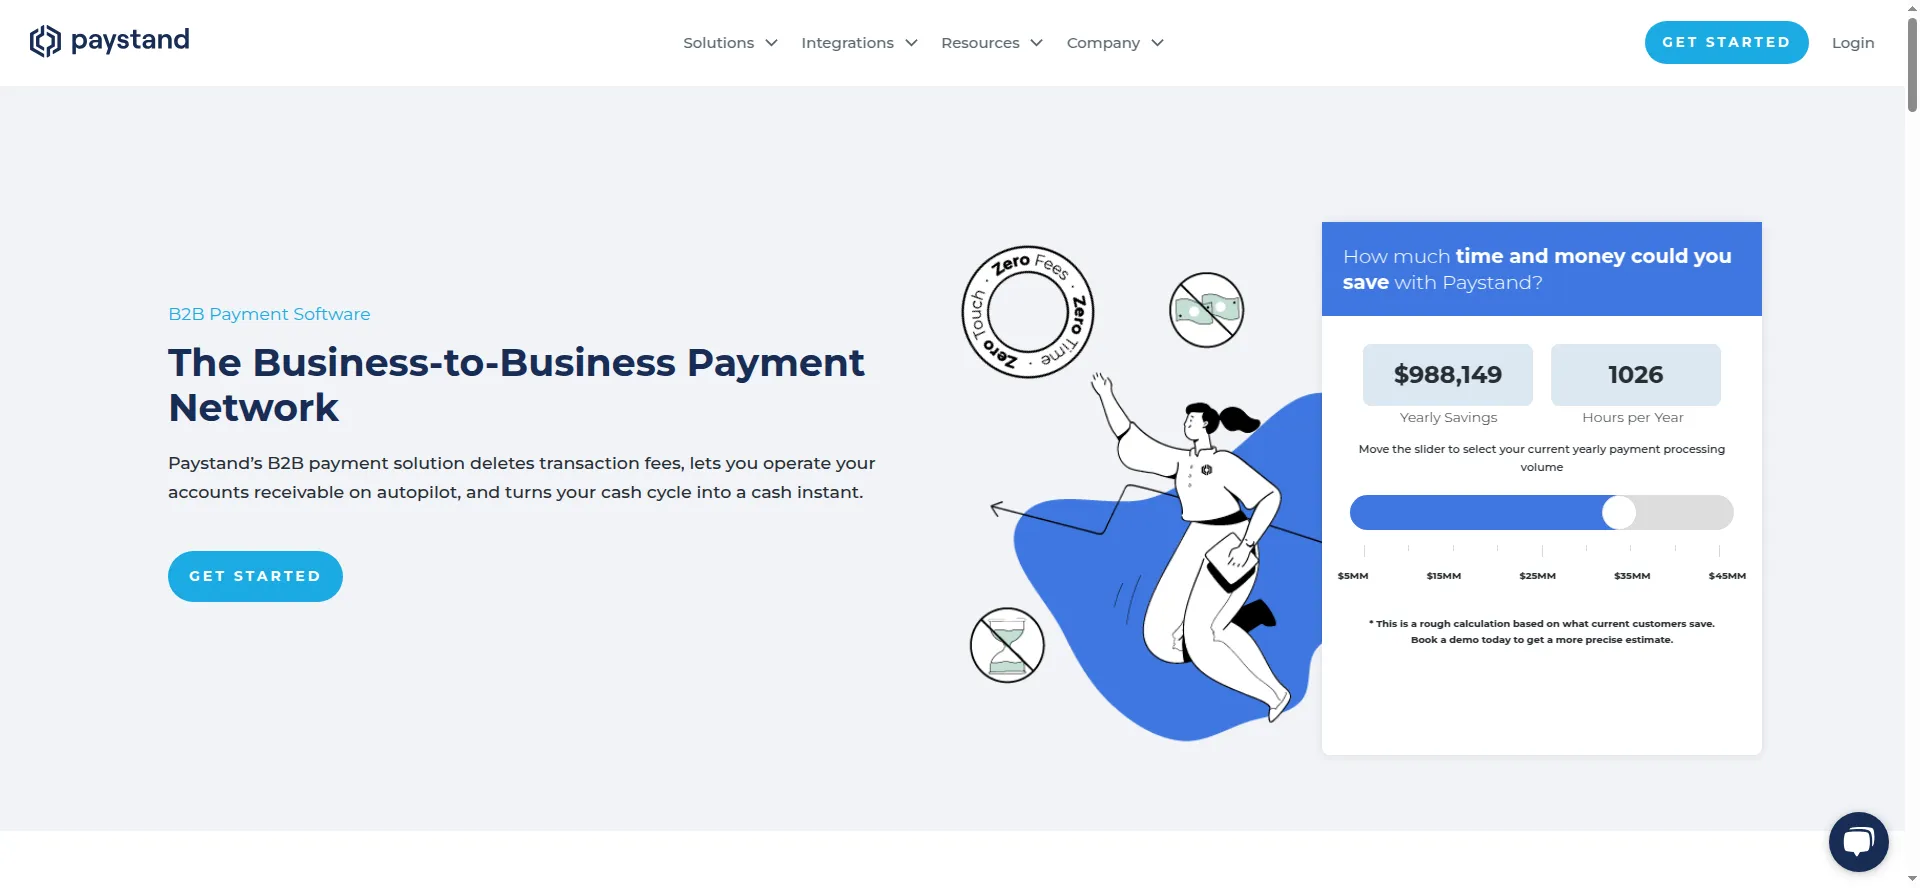 paystand
Solutions
Integrations
Resources
Company
GET STARTED
Login
B2B Payment Software
The Business-to-Business Payment
Network
Paystand’s B2B payment solution deletes transaction fees, lets you operate your
accounts receivable on autopilot, and turns your cash cycle into a cash instant.
GET STARTED
Zero Fees · Zero Time · Zero Touch ·
How much time and money could you
save with Paystand?
$988,149
1026
Yearly Savings
Hours per Year
Move the slider to select your current yearly payment processing
volume
$5MM
$15MM
$25MM
$35MM
$45MM
* This is a rough calculation based on what current customers save.
Book a demo today to get a more precise estimate.